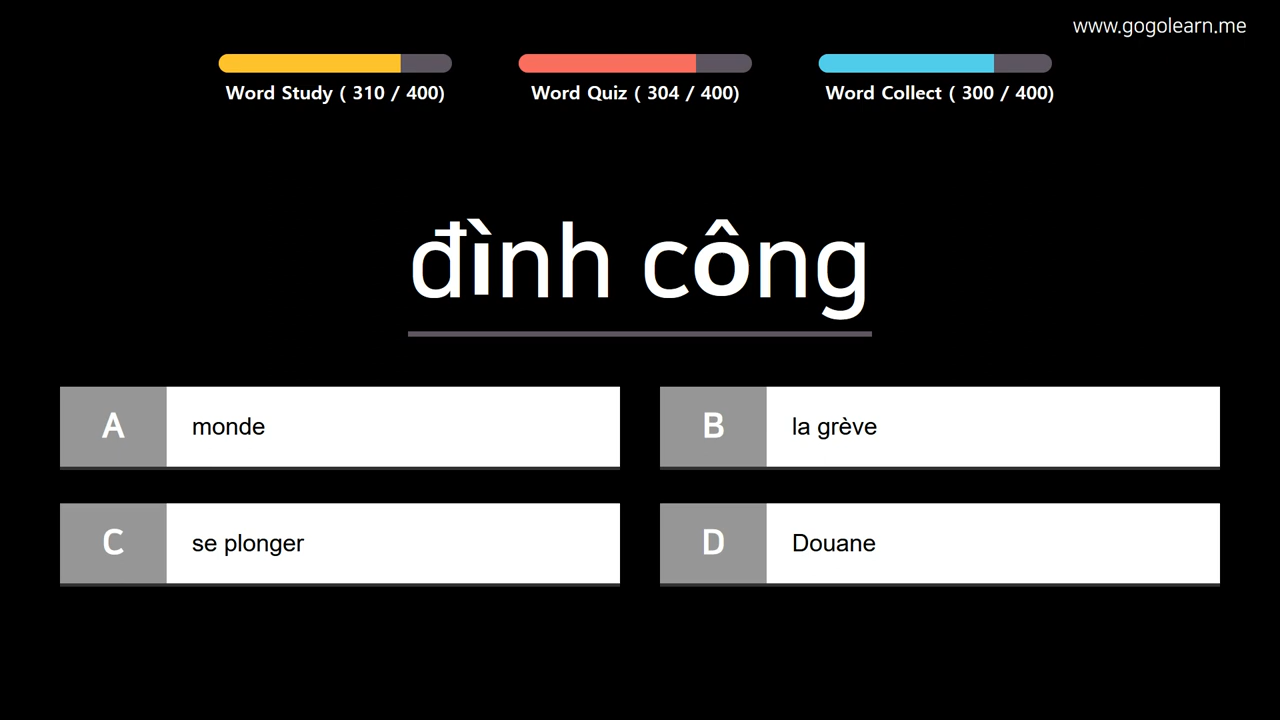 www.gogolearn.me
Word Study ( 310 / 400)
Word Quiz ( 304 / 400)
Word Collect ( 300 / 400)
đình công
A
monde
B
la grève
C
se plonger
D
Douane